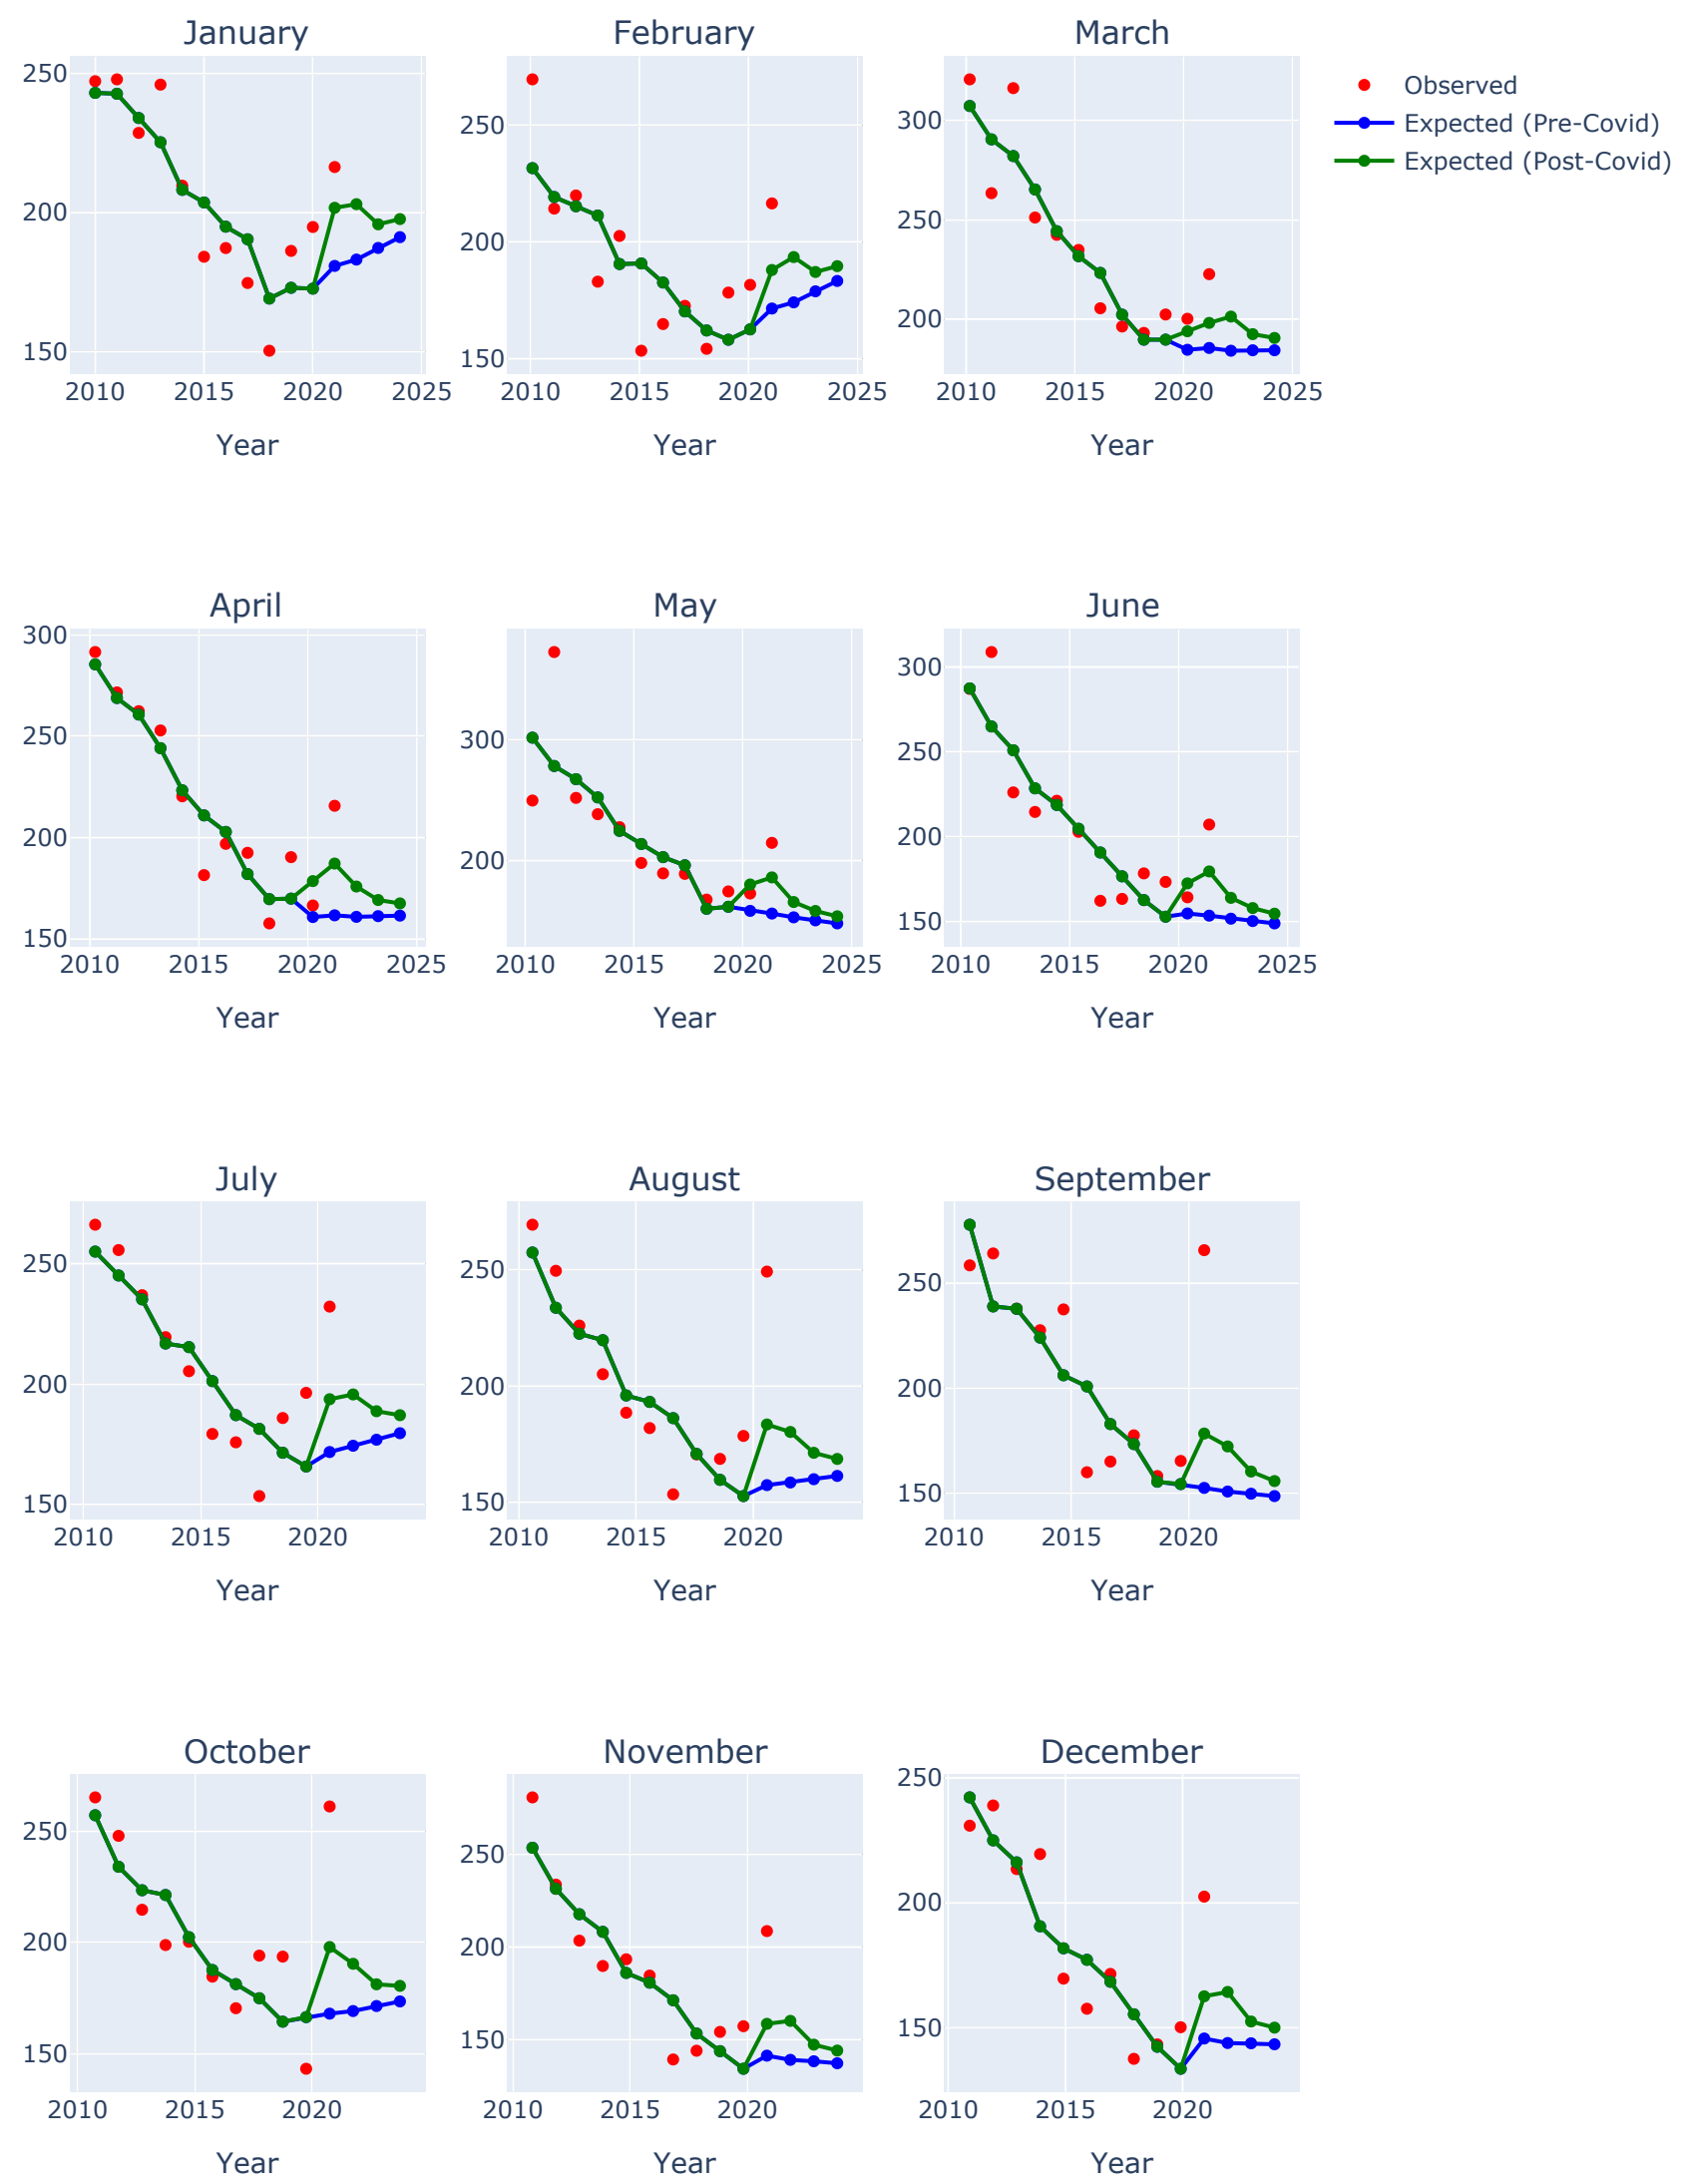 January February March
250
200
150
2010 2015 2020 2025
Year
250
200
150
2010 2015 2020 2025
Year
300
250
200
2010 2015 2020 2025
Year
Observed
Expected (Pre-Covid)
Expected (Post-Covid)
April May June
300
250
200
150
2010 2015 2020 2025
Year
300
200
2010 2015 2020 2025
Year
300
250
200
150
2010 2015 2020 2025
Year
July August September
250
200
150
2010 2015 2020
Year
250
200
150
2010 2015 2020
Year
250
200
150
2010 2015 2020
Year
October November December
250
200
150
2010 2015 2020
Year
250
200
150
2010 2015 2020
Year
250
200
150
2010 2015 2020
Year